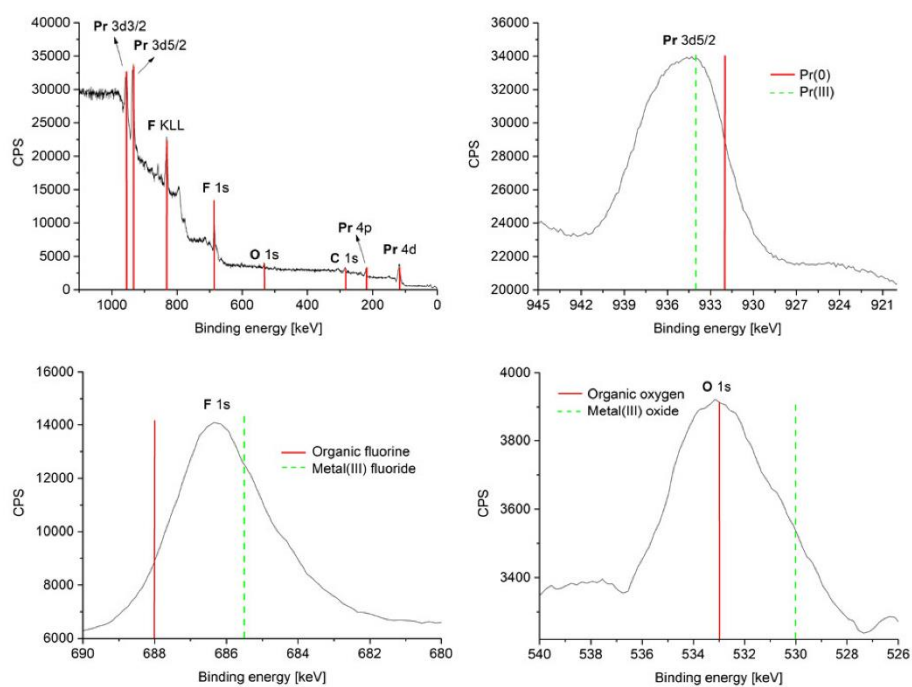 40000
35000
30000
25000
20000
15000
10000
5000
0
CPS
Pr 3d3/2
Pr 3d5/2
F KLL
F 1s
O 1s
C 1s
Pr 4p
Pr 4d
1000 800 600 400 200 0
Binding energy [keV]
36000
34000
32000
30000
28000
26000
24000
22000
20000
CPS
Pr 3d5/2
Pr(0)
Pr(III)
945 942 939 936 933 930 927 924 921
Binding energy [keV]
16000
14000
12000
10000
8000
6000
CPS
F 1s
Organic fluorine
Metal(III) fluoride
690 688 686 684 682 680
Binding energy [keV]
4000
3800
3600
3400
CPS
O 1s
Organic oxygen
Metal(III) oxide
540 538 536 534 532 530 528 526
Binding energy [keV]